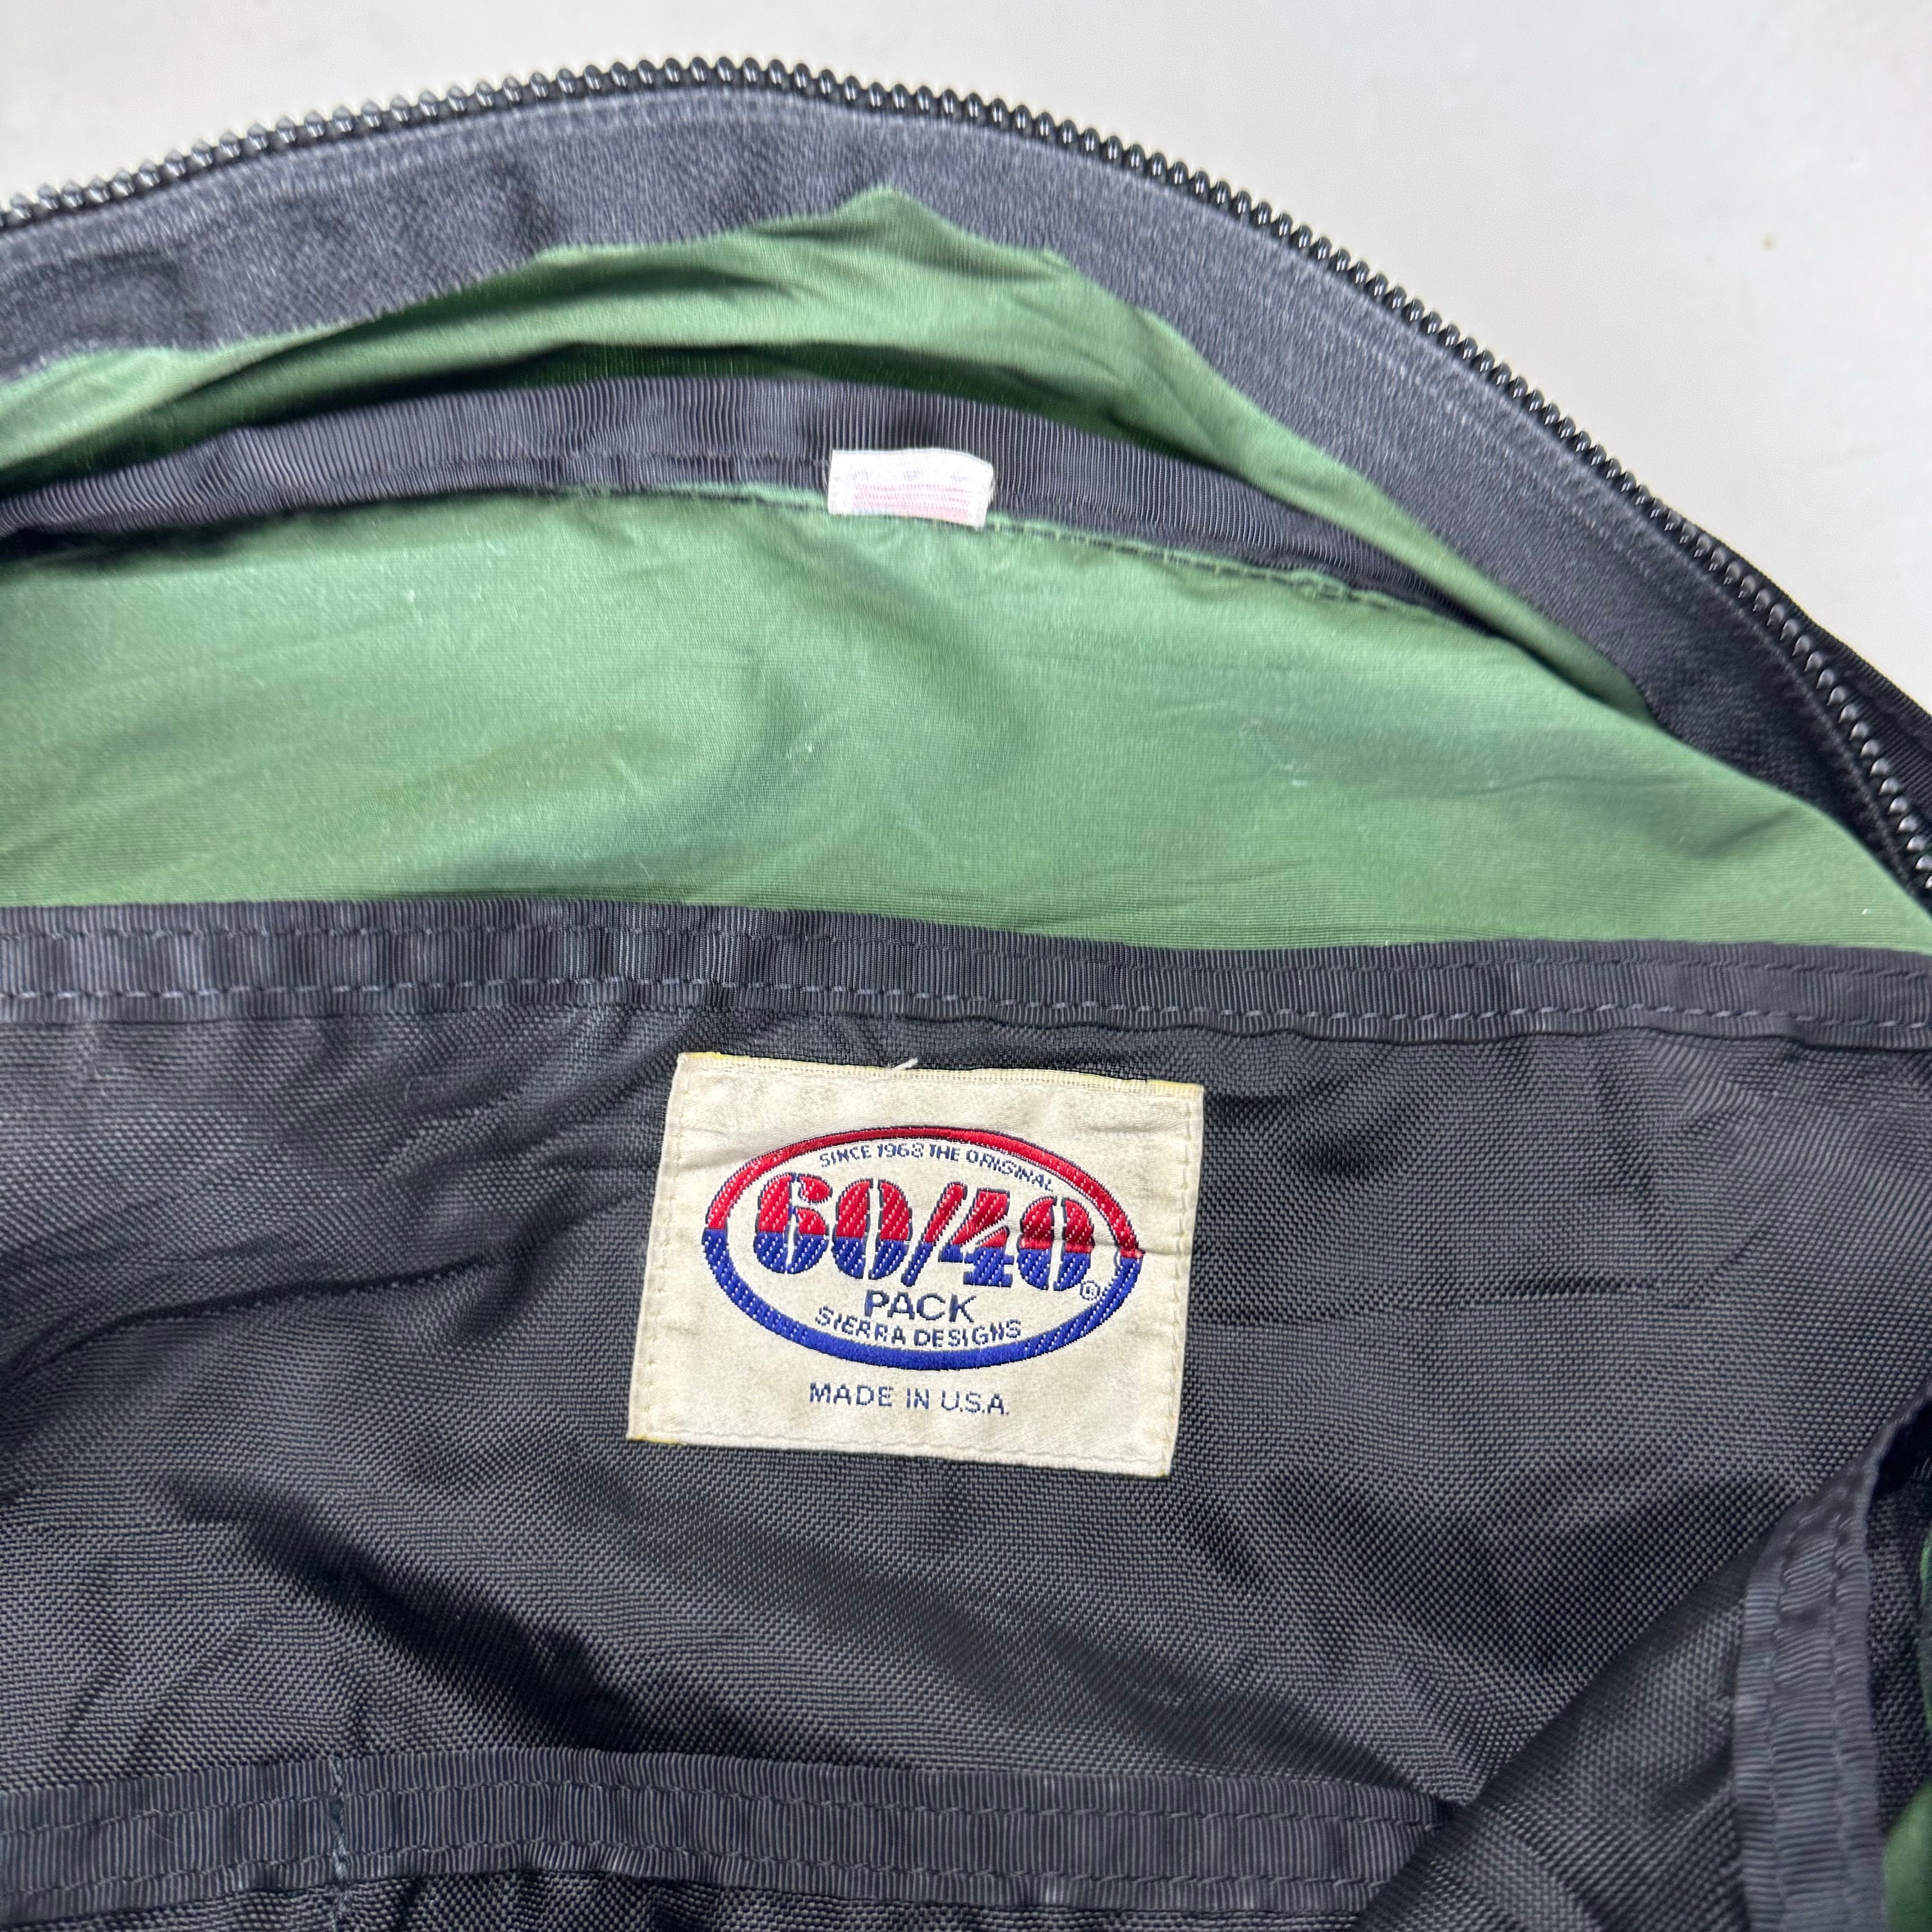 SINCE 1968 THE ORIGINAL
60/40®
PACK
SIERRA DESIGNS
MADE IN U.S.A.